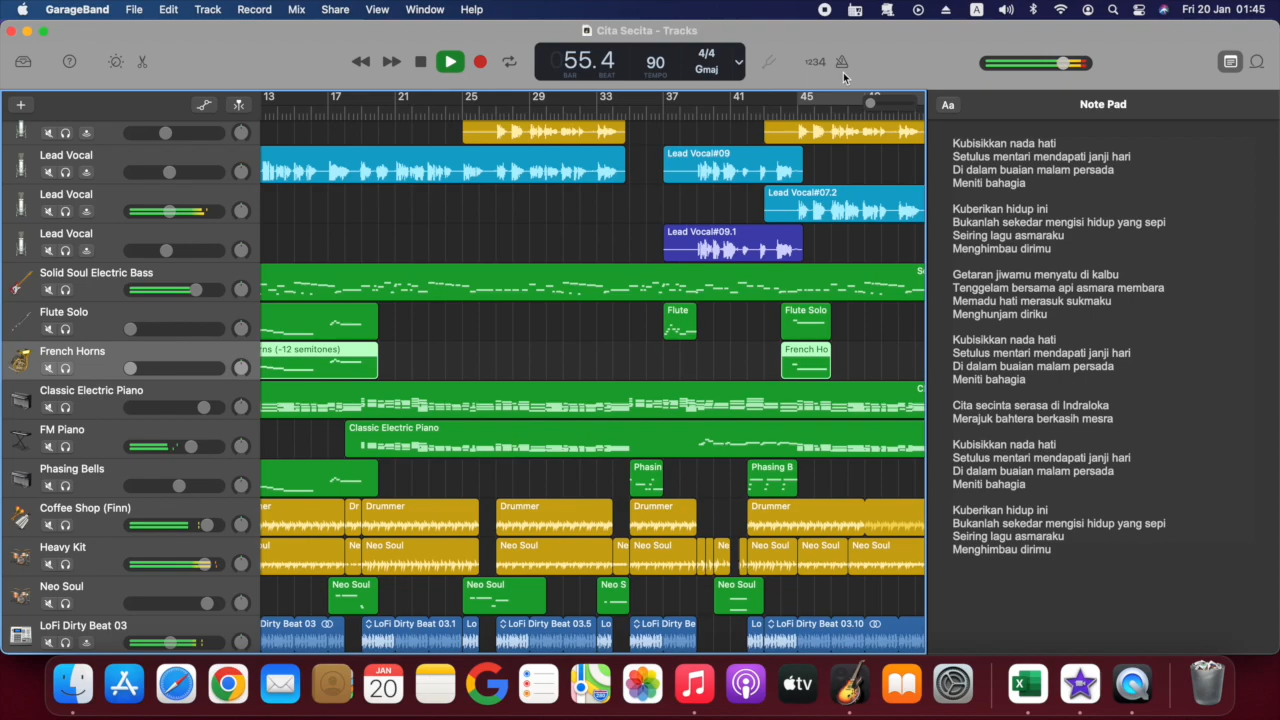 GarageBand File Edit Track Record Mix Share View Window Help
A Fri 20 Jan 01:45
Cita Secita - Tracks
55.4 90 4/4 Gmaj
BAR BEAT TEMPO
1234
13 17 21 25 29 33 37 41 45
Aa Note Pad
Lead Vocal
Lead Vocal#09
Lead Vocal
Lead Vocal#07.2
Lead Vocal
Lead Vocal#09.1
Solid Soul Electric Bass
Flute Solo
Flute
Flute Solo
French Horns
rns (-12 semitones)
French Ho
Classic Electric Piano
FM Piano
Classic Electric Piano
Phasing Bells
Phasin
Phasing B
Coffee Shop (Finn)
er Dr Drummer Drummer Drummer Drummer
Heavy Kit
ul Ne Neo Soul Neo Soul Ne Neo Soul Ne Neo Soul Neo Soul Neo Soul
Neo Soul
Neo Soul Neo Soul Neo S Neo Soul
LoFi Dirty Beat 03
Dirty Beat 03 LoFi Dirty Beat 03.1 Lo LoFi Dirty Beat 03.5 Lo LoFi Dirty Be Lo LoFi Dirty Beat 03.10
Kubisikkan nada hati
Setulus mentari mendapati janji hari
Di dalam buaian malam persada
Meniti bahagia
Kuberikan hidup ini
Bukanlah sekedar mengisi hidup yang sepi
Seiring lagu asmaraku
Menghimbau dirimu
Getaran jiwamu menyatu di kalbu
Tenggelam bersama api asmara membara
Memadu hati merasuk sukmaku
Menghunjam diriku
Kubisikkan nada hati
Setulus mentari mendapati janji hari
Di dalam buaian malam persada
Meniti bahagia
Cita secinta serasa di Indraloka
Merajuk bahtera berkasih mesra
Kubisikkan nada hati
Setulus mentari mendapati janji hari
Di dalam buaian malam persada
Meniti bahagia
Kuberikan hidup ini
Bukanlah sekedar mengisi hidup yang sepi
Seiring lagu asmaraku
Menghimbau dirimu
JAN
20
tv